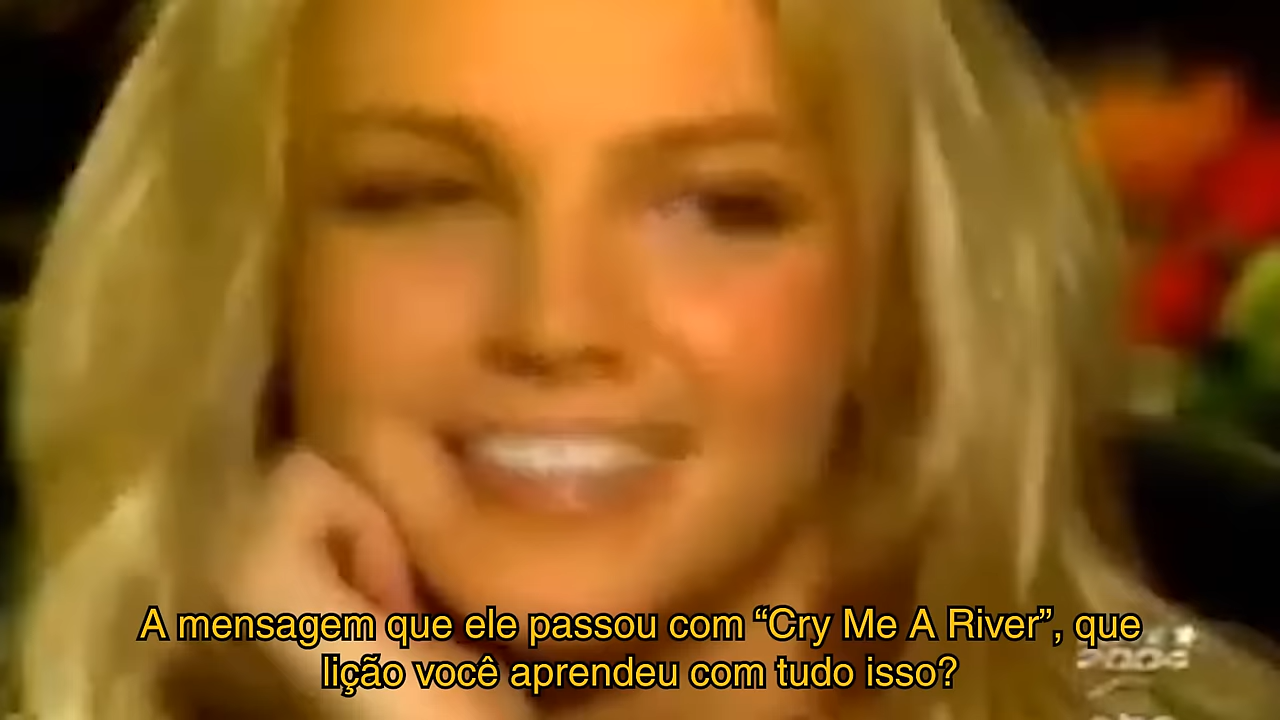 A mensagem que ele passou com “Cry Me A River”, que
lição você aprendeu com tudo isso?